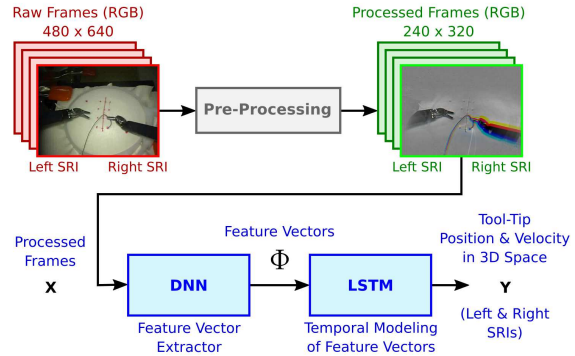 Raw Frames (RGB)
480 x 640
Processed Frames (RGB)
240 x 320
Pre-Processing
Left SRI
Right SRI
Left SRI
Right SRI
Processed
Frames
X
DNN
Feature Vector
Extractor
Feature Vectors
Φ
LSTM
Temporal Modeling
of Feature Vectors
Tool-Tip
Position & Velocity
in 3D Space
Y
(Left & Right
SRIs)